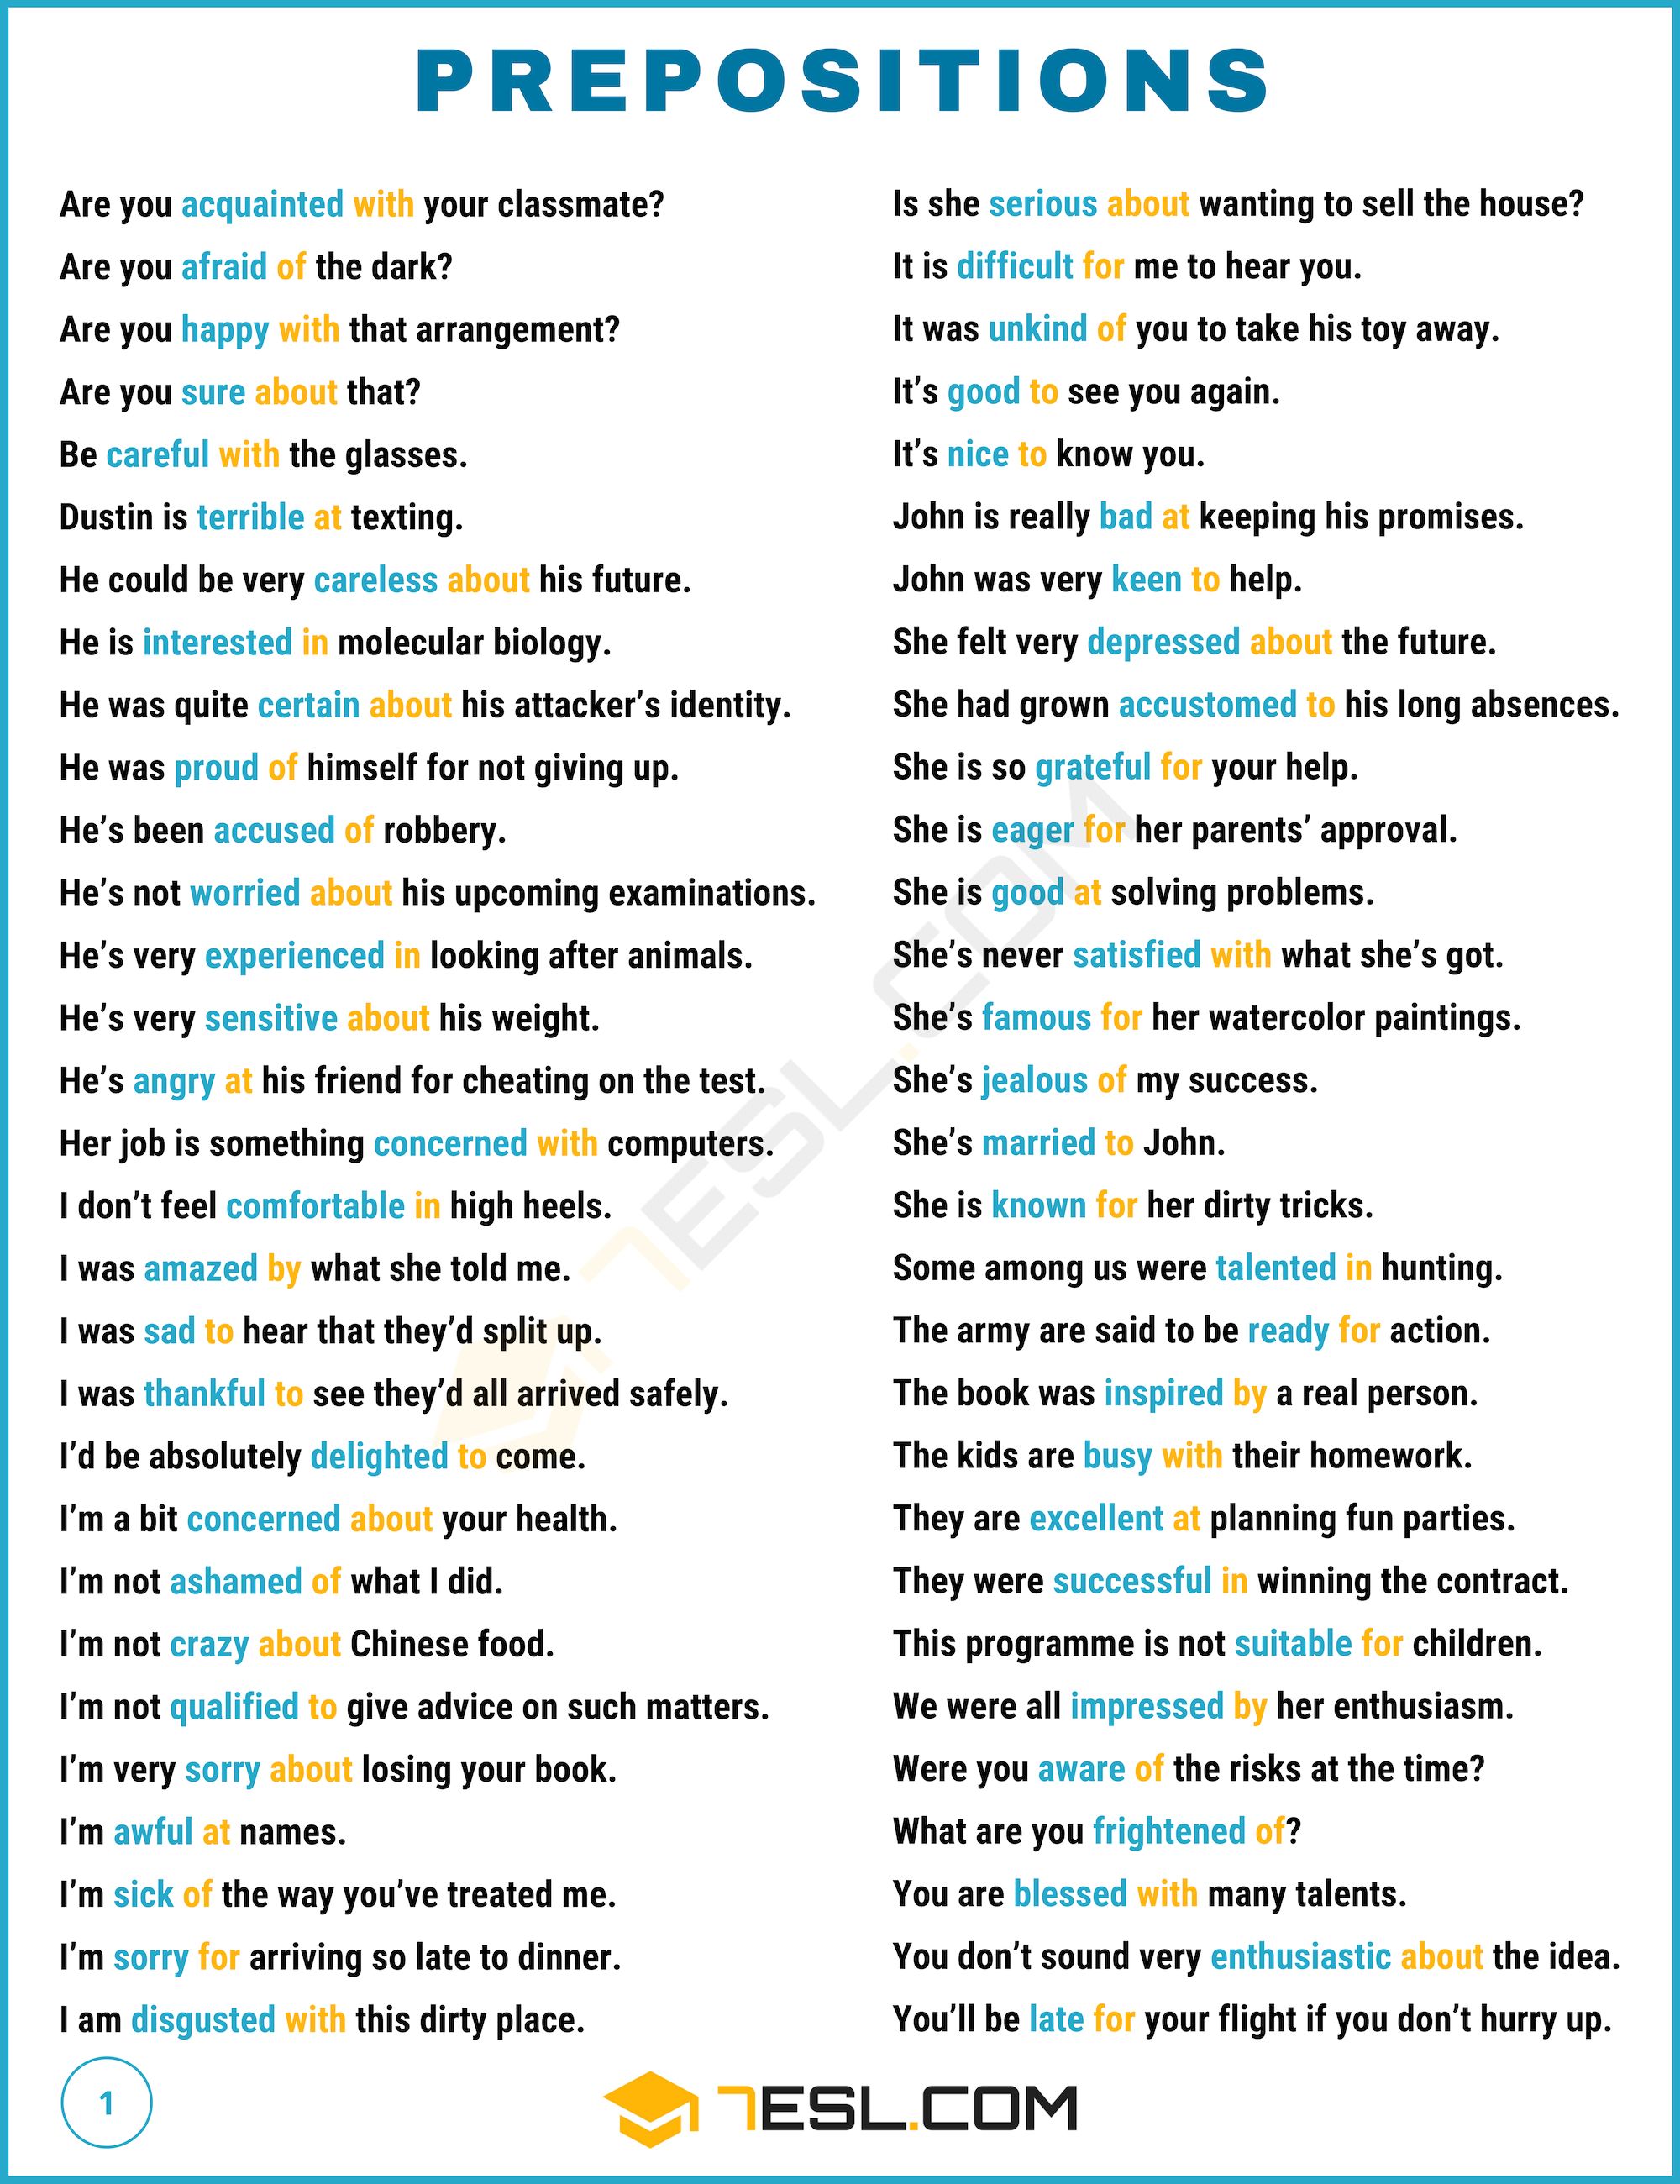 PREPOSITIONS
Are you acquainted with your classmate?
Are you afraid of the dark?
Are you happy with that arrangement?
Are you sure about that?
Be careful with the glasses.
Dustin is terrible at texting.
He could be very careless about his future.
He is interested in molecular biology.
He was quite certain about his attacker’s identity.
He was proud of himself for not giving up.
He’s been accused of robbery.
He’s not worried about his upcoming examinations.
He’s very experienced in looking after animals.
He’s very sensitive about his weight.
He’s angry at his friend for cheating on the test.
Her job is something concerned with computers.
I don’t feel comfortable in high heels.
I was amazed by what she told me.
I was sad to hear that they’d split up.
I was thankful to see they’d all arrived safely.
I’d be absolutely delighted to come.
I’m a bit concerned about your health.
I’m not ashamed of what I did.
I’m not crazy about Chinese food.
I’m not qualified to give advice on such matters.
I’m very sorry about losing your book.
I’m awful at names.
I’m sick of the way you’ve treated me.
I’m sorry for arriving so late to dinner.
I am disgusted with this dirty place.
Is she serious about wanting to sell the house?
It is difficult for me to hear you.
It was unkind of you to take his toy away.
It’s good to see you again.
It’s nice to know you.
John is really bad at keeping his promises.
John was very keen to help.
She felt very depressed about the future.
She had grown accustomed to his long absences.
She is so grateful for your help.
She is eager for her parents’ approval.
She is good at solving problems.
She’s never satisfied with what she’s got.
She’s famous for her watercolor paintings.
She’s jealous of my success.
She’s married to John.
She is known for her dirty tricks.
Some among us were talented in hunting.
The army are said to be ready for action.
The book was inspired by a real person.
The kids are busy with their homework.
They are excellent at planning fun parties.
They were successful in winning the contract.
This programme is not suitable for children.
We were all impressed by her enthusiasm.
Were you aware of the risks at the time?
What are you frightened of?
You are blessed with many talents.
You don’t sound very enthusiastic about the idea.
You’ll be late for your flight if you don’t hurry up.
7ESL.COM
1
7ESL.COM